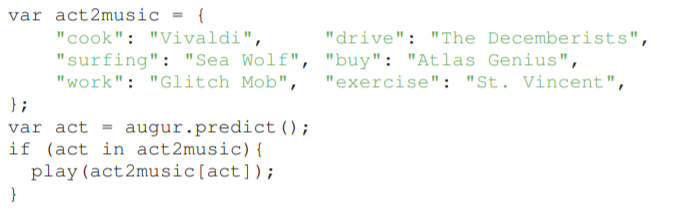 var act2music = {
"cook": "Vivaldi", "drive": "The Decemberists",
"surfing": "Sea Wolf", "buy": "Atlas Genius",
"work": "Glitch Mob", "exercise": "St. Vincent",
};
var act = augur.predict();
if (act in act2music){
play(act2music[act]);
}